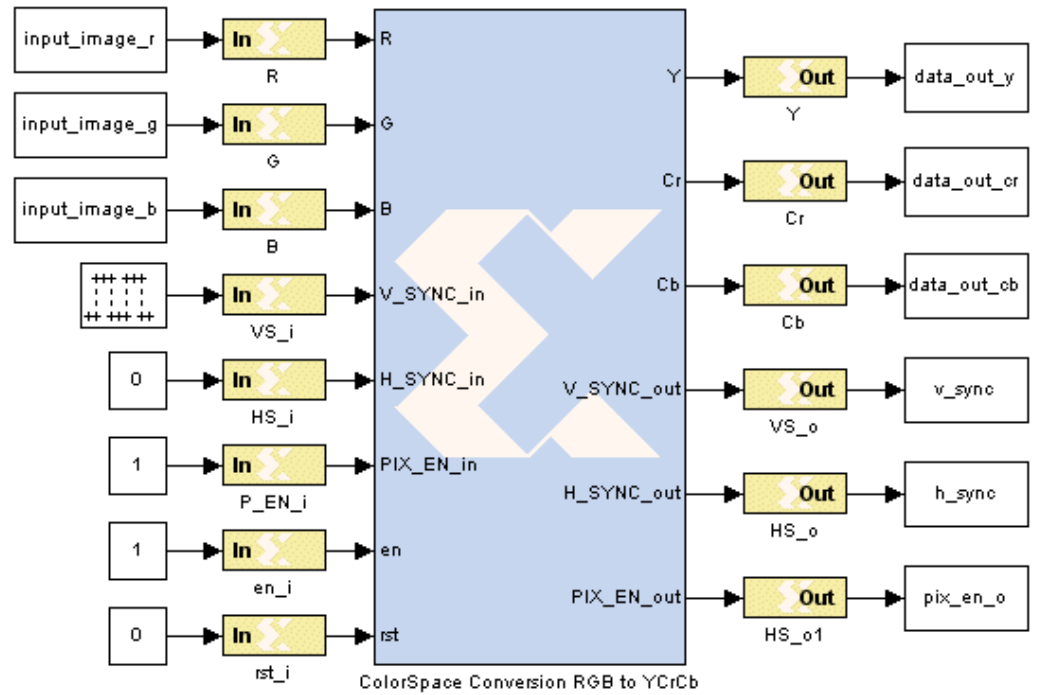 input_image_r
In
R
R
input_image_g
In
G
G
input_image_b
In
B
B
+++ +++
++ +++ ++
In
VS_i
V_SYNC_in
0
In
HS_i
H_SYNC_in
1
In
P_EN_i
PIX_EN_in
1
In
en_i
en
0
In
rst_i
rst
Y
Out
Y
data_out_y
Cr
Out
Cr
data_out_cr
Cb
Out
Cb
data_out_cb
V_SYNC_out
Out
VS_o
v_sync
H_SYNC_out
Out
HS_o
h_sync
PIX_EN_out
Out
HS_o1
pix_en_o
ColorSpace Conversion RGB to YCrCb